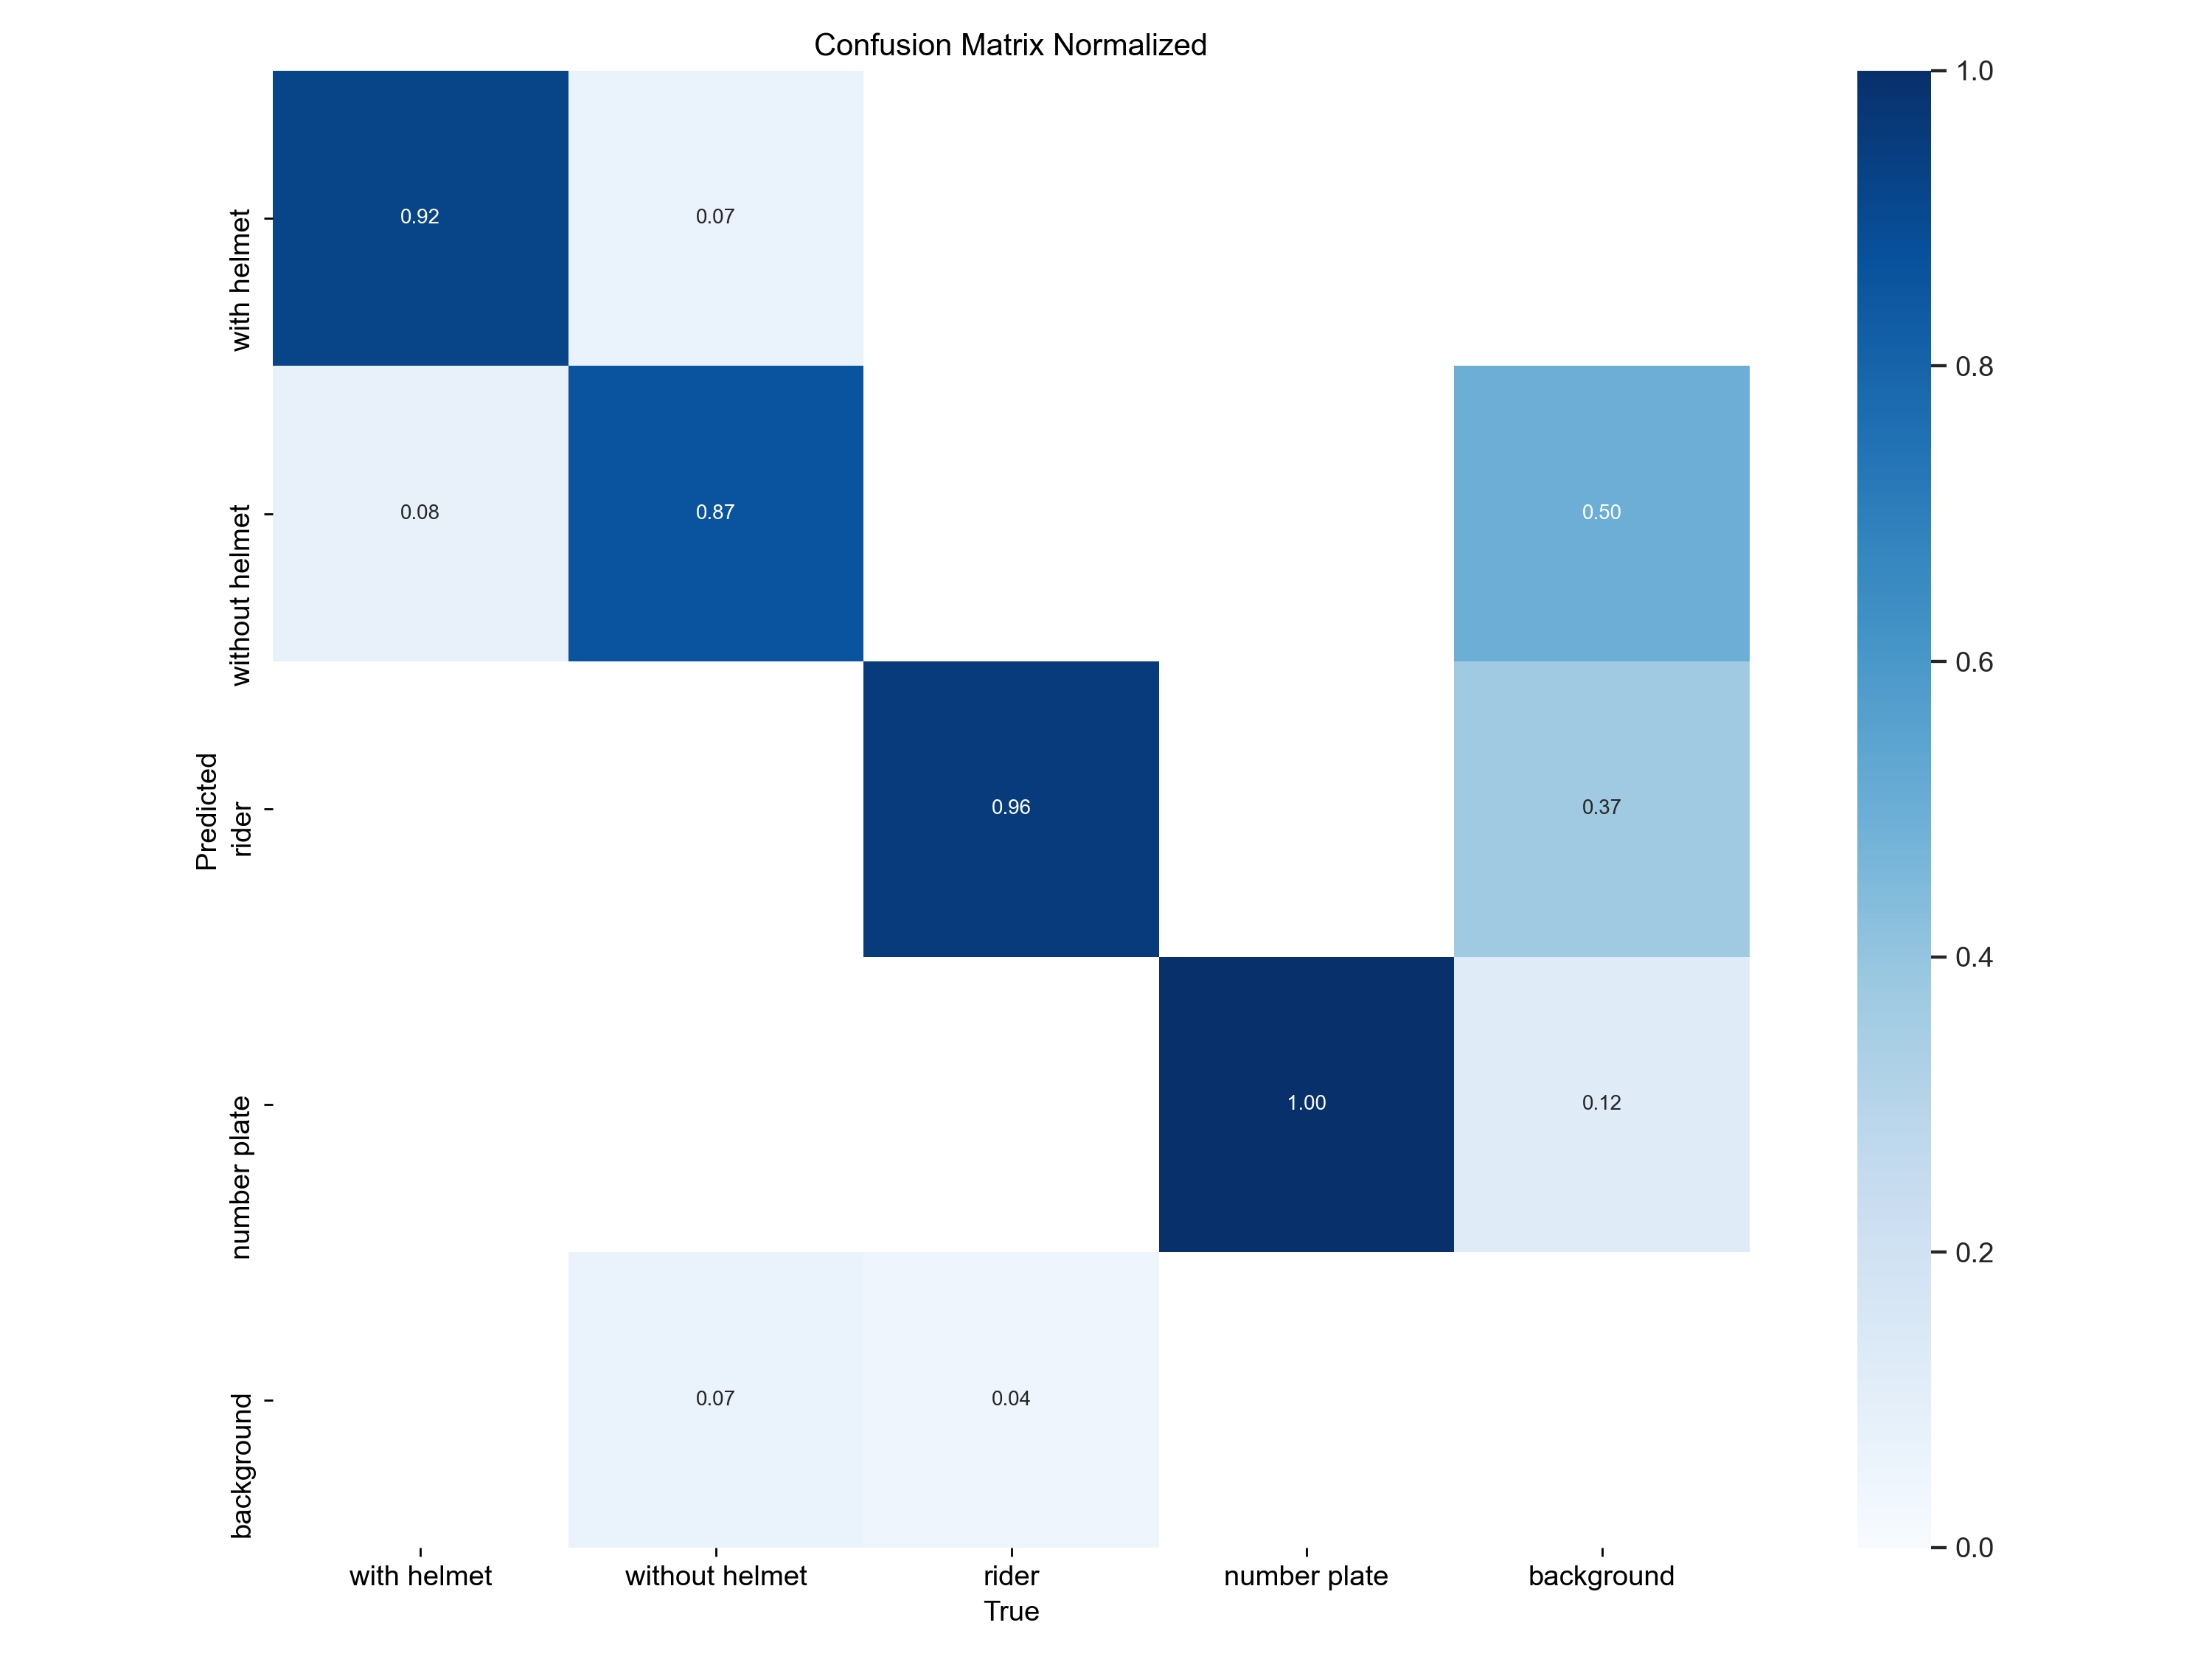 Confusion Matrix Normalized
with helmet
0.92
0.07
without helmet
0.08
0.87
0.50
Predicted
rider
0.96
0.37
number plate
1.00
0.12
background
0.07
0.04
with helmet
without helmet
rider
number plate
background
True
1.0
0.8
0.6
0.4
0.2
0.0